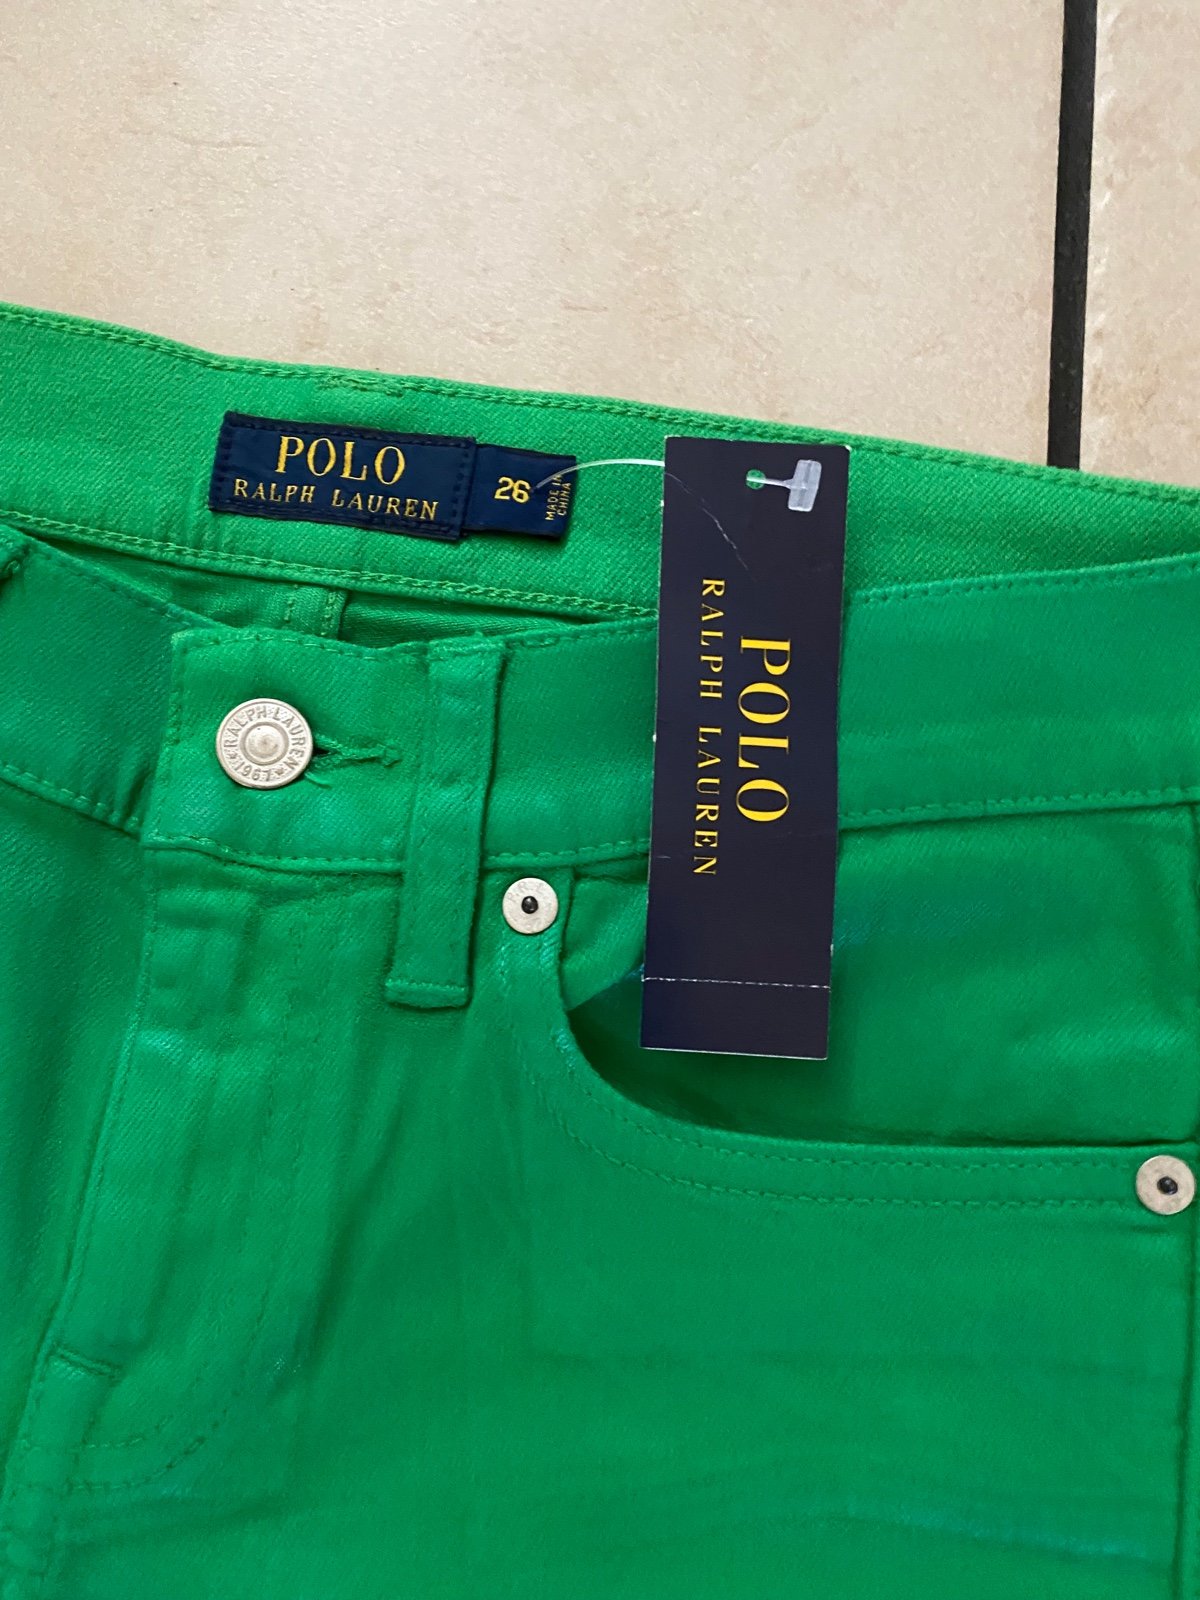 POLO
RALPH LAUREN
26
MADE IN
CHINA
POLO
RALPH LAUREN
RALPH LAUREN
1967
R.L.